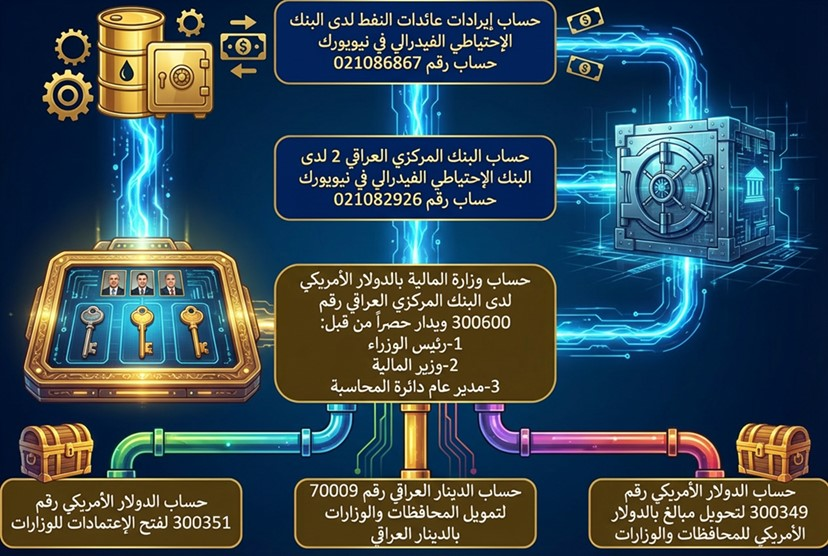 حساب إيرادات عائدات النفط لدى البنك
الإحتياطي الفيدرالي في نيويورك
حساب رقم 021086867
حساب البنك المركزي العراقي 2 لدى
البنك الإحتياطي الفيدرالي في نيويورك
حساب رقم 021082926
حساب وزارة المالية بالدولار الأمريكي
لدى البنك المركزي العراقي رقم
300600 ويدار حصراً من قبل:
1-رئيس الوزراء
2-وزير المالية
3-مدير عام دائرة المحاسبة
حساب الدولار الأمريكي رقم
300349 لتحويل مبالغ بالدولار
الأمريكي للمحافظات والوزارات
حساب الدينار العراقي رقم 70009
لتمويل المحافظات والوزارات
بالدينار العراقي
حساب الدولار الأمريكي رقم
300351 لفتح الإعتمادات للوزارات